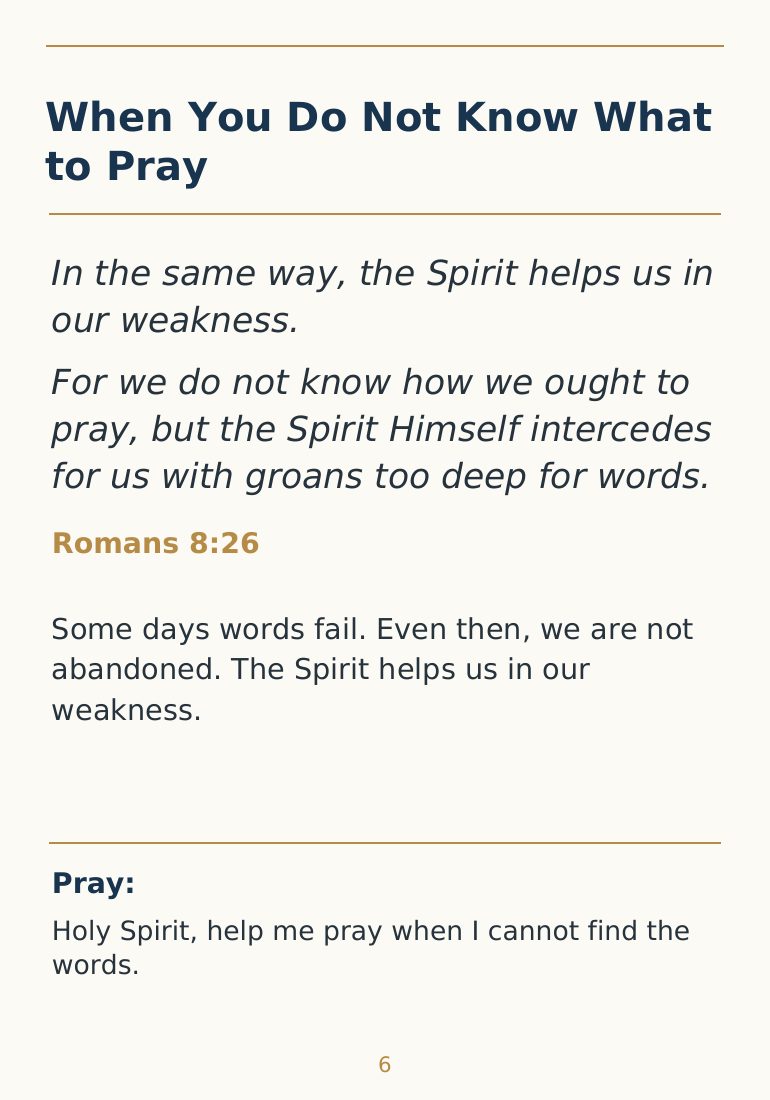 When You Do Not Know What
to Pray
In the same way, the Spirit helps us in
our weakness.
For we do not know how we ought to
pray, but the Spirit Himself intercedes
for us with groans too deep for words.
Romans 8:26
Some days words fail. Even then, we are not
abandoned. The Spirit helps us in our
weakness.
Pray:
Holy Spirit, help me pray when I cannot find the
words.
6